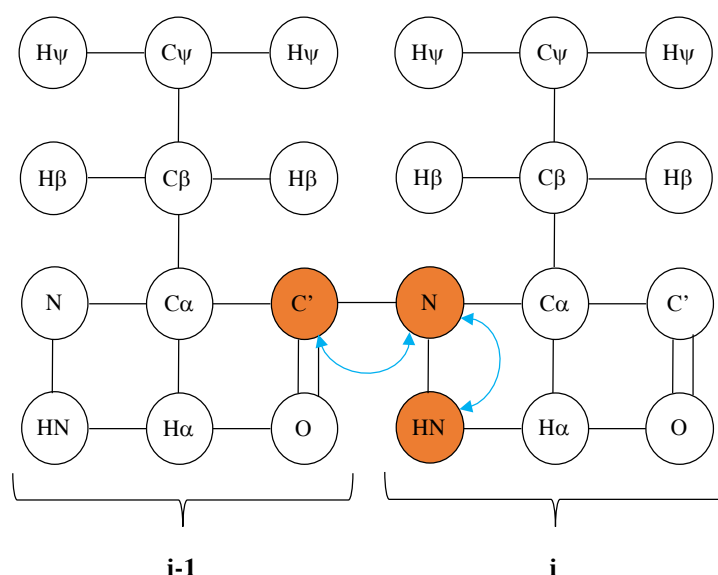 Hψ Cψ Hψ Hψ Cψ Hψ
Hβ Cβ Hβ Hβ Cβ Hβ
N Cα C’ N Cα C’
HN Hα O HN Hα O
i-1 i